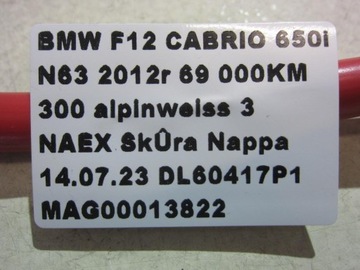 BMW F12 CABRIO 650i
N63 2012r 69 000KM
300 alpinweiss 3
NAEX SkÛra Nappa
14.07.23 DL60417P1
MAG00013822